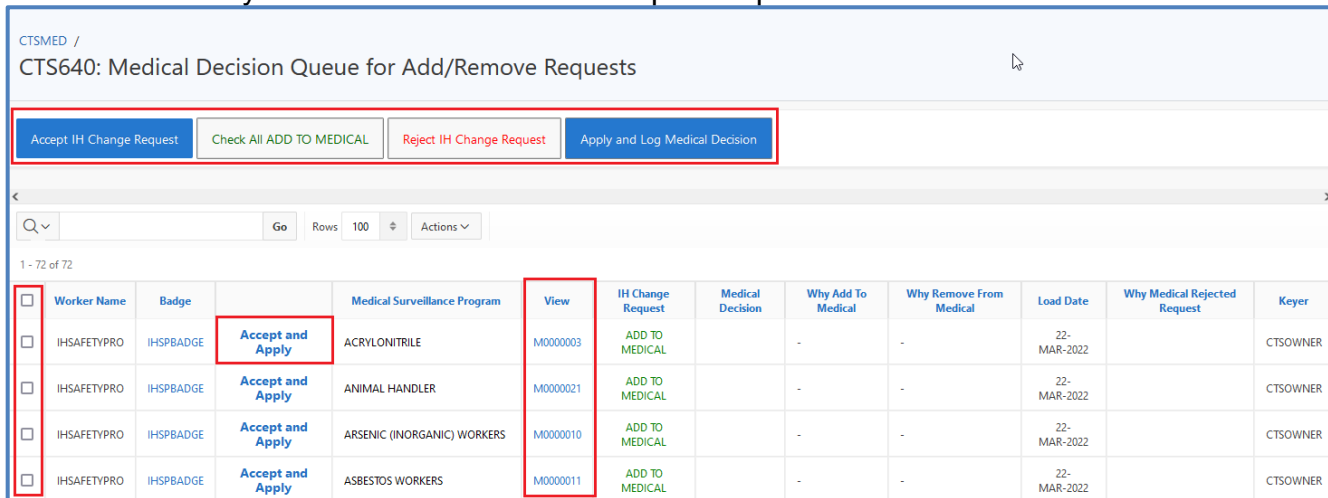 CTSMED /
CTS640: Medical Decision Queue for Add/Remove Requests
Accept IH Change Request Check All ADD TO MEDICAL Reject IH Change Request Apply and Log Medical Decision
Go Rows 100 Actions
1 - 72 of 72
Worker Name Badge Medical Surveillance Program View IH Change Request Medical Decision Why Add To Medical Why Remove From Medical Load Date Why Medical Rejected Request Keyer
IHSAFETYPRO IHSPBADGE Accept and Apply ACRYLONITRILE M0000003 ADD TO MEDICAL - - 22-MAR-2022 CTSOWNER
IHSAFETYPRO IHSPBADGE Accept and Apply ANIMAL HANDLER M0000021 ADD TO MEDICAL - - 22-MAR-2022 CTSOWNER
IHSAFETYPRO IHSPBADGE Accept and Apply ARSENIC (INORGANIC) WORKERS M0000010 ADD TO MEDICAL - - 22-MAR-2022 CTSOWNER
IHSAFETYPRO IHSPBADGE Accept and Apply ASBESTOS WORKERS M0000011 ADD TO MEDICAL - - 22-MAR-2022 CTSOWNER